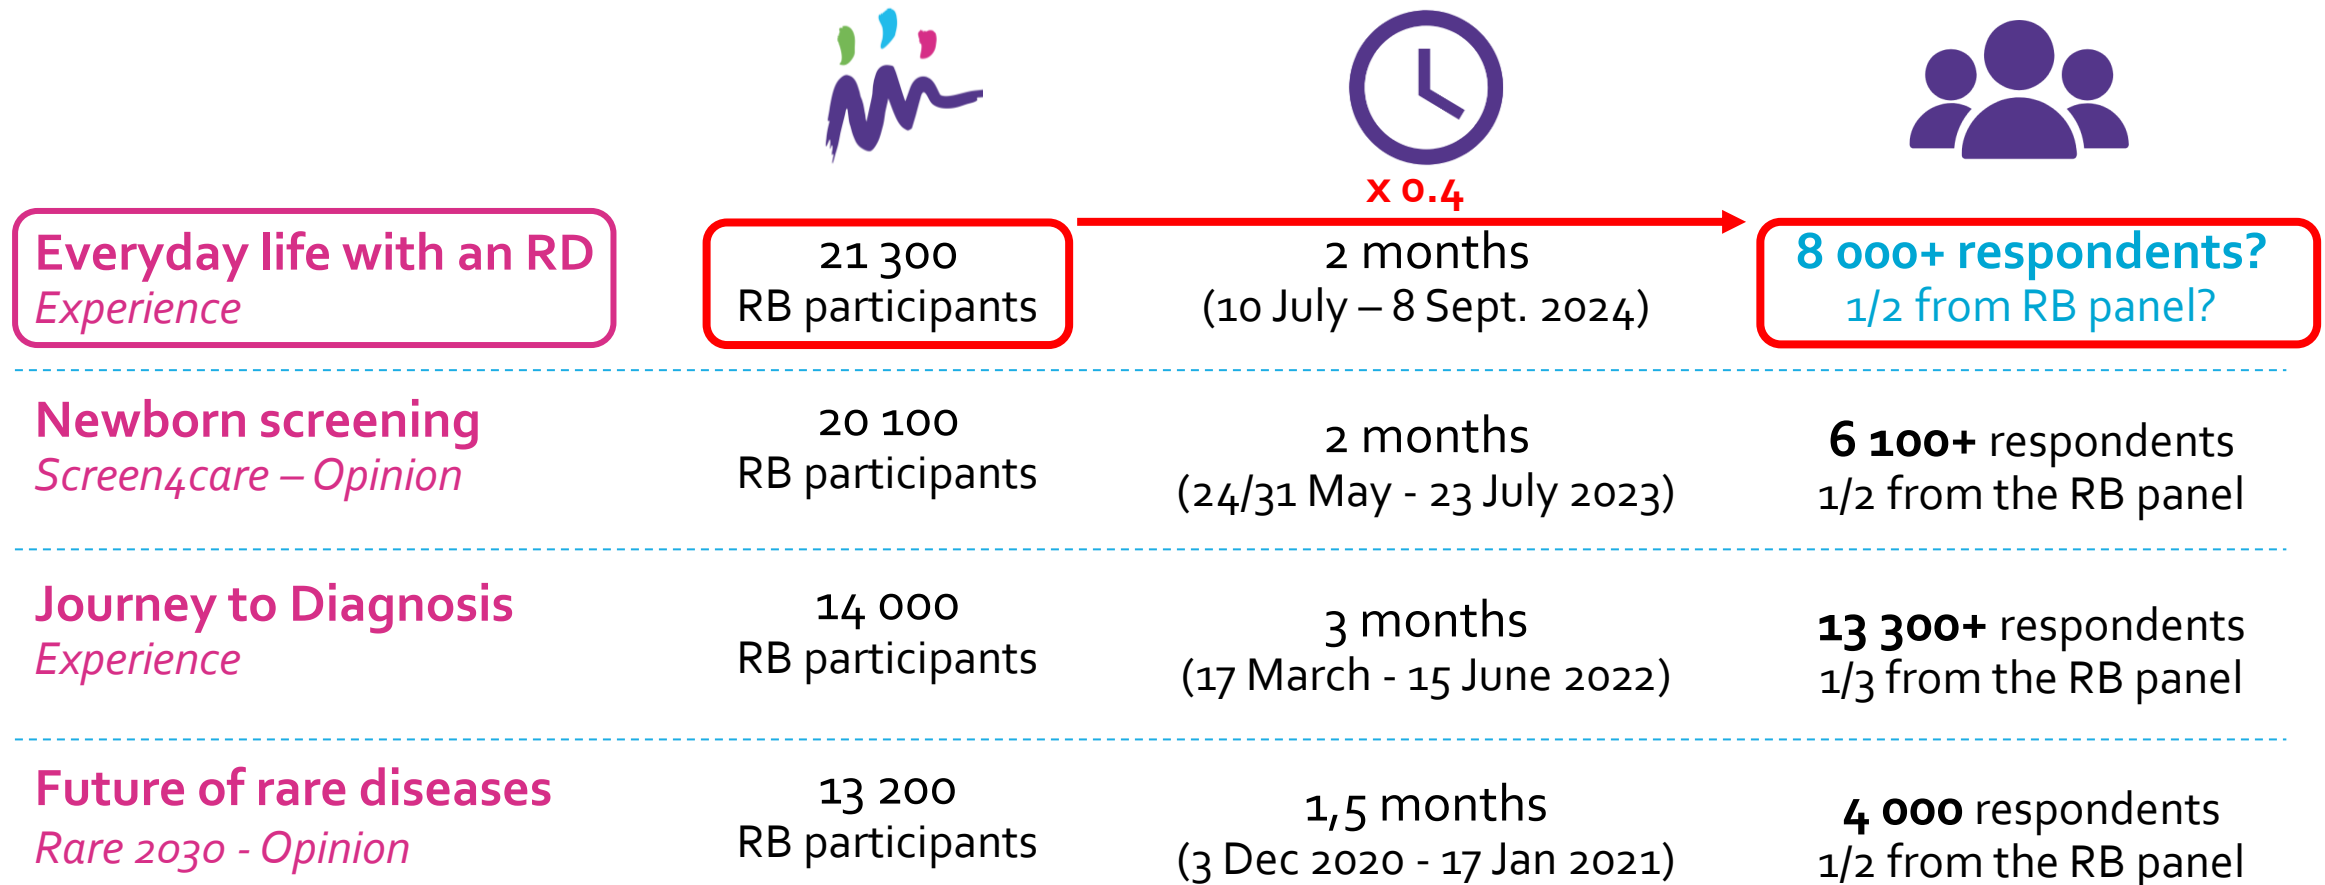 x 0.4
Everyday life with an RD
Experience
21 300
RB participants
2 months
(10 July – 8 Sept. 2024)
8 000+ respondents?
1/2 from RB panel?
Newborn screening
Screen4care – Opinion
20 100
RB participants
2 months
(24/31 May - 23 July 2023)
6 100+ respondents
1/2 from the RB panel
Journey to Diagnosis
Experience
14 000
RB participants
3 months
(17 March - 15 June 2022)
13 300+ respondents
1/3 from the RB panel
Future of rare diseases
Rare 2030 - Opinion
13 200
RB participants
1,5 months
(3 Dec 2020 - 17 Jan 2021)
4 000 respondents
1/2 from the RB panel